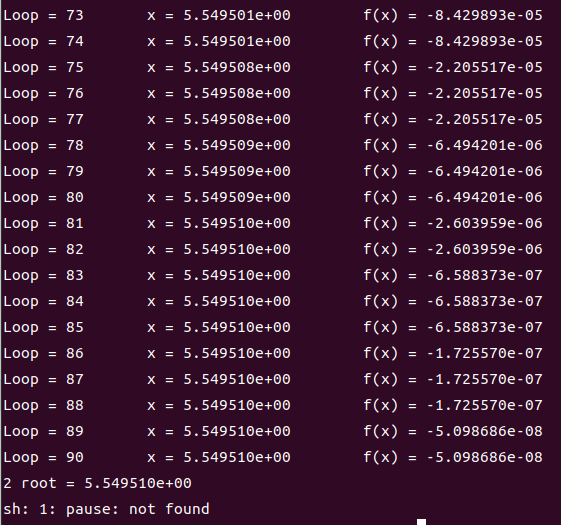 Loop = 73 x = 5.549501e+00 f(x) = -8.429893e-05
Loop = 74 x = 5.549501e+00 f(x) = -8.429893e-05
Loop = 75 x = 5.549508e+00 f(x) = -2.205517e-05
Loop = 76 x = 5.549508e+00 f(x) = -2.205517e-05
Loop = 77 x = 5.549508e+00 f(x) = -2.205517e-05
Loop = 78 x = 5.549509e+00 f(x) = -6.494201e-06
Loop = 79 x = 5.549509e+00 f(x) = -6.494201e-06
Loop = 80 x = 5.549509e+00 f(x) = -6.494201e-06
Loop = 81 x = 5.549510e+00 f(x) = -2.603959e-06
Loop = 82 x = 5.549510e+00 f(x) = -2.603959e-06
Loop = 83 x = 5.549510e+00 f(x) = -6.588373e-07
Loop = 84 x = 5.549510e+00 f(x) = -6.588373e-07
Loop = 85 x = 5.549510e+00 f(x) = -6.588373e-07
Loop = 86 x = 5.549510e+00 f(x) = -1.725570e-07
Loop = 87 x = 5.549510e+00 f(x) = -1.725570e-07
Loop = 88 x = 5.549510e+00 f(x) = -1.725570e-07
Loop = 89 x = 5.549510e+00 f(x) = -5.098686e-08
Loop = 90 x = 5.549510e+00 f(x) = -5.098686e-08
2 root = 5.549510e+00
sh: 1: pause: not found